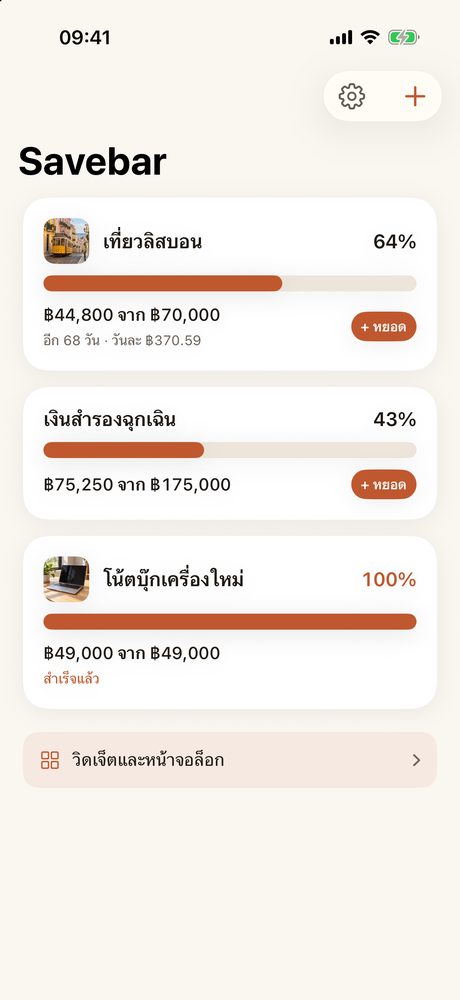 09:41
Savebar
เที่ยวลิสบอน 64%
฿44,800 จาก ฿70,000
อีก 68 วัน · วันละ ฿370.59
+ หยอด
เงินสำรองฉุกเฉิน 43%
฿75,250 จาก ฿175,000
+ หยอด
โน้ตบุ๊กเครื่องใหม่ 100%
฿49,000 จาก ฿49,000
สำเร็จแล้ว
วิดเจ็ตและหน้าจอล็อก